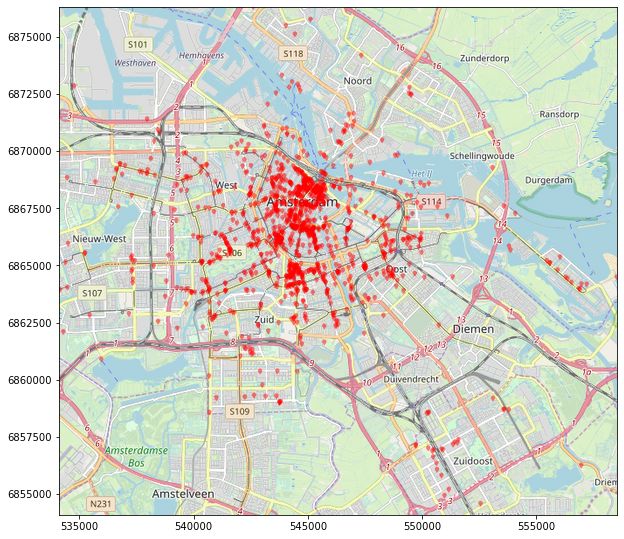 6875000
6872500
6870000
6867500
6865000
6862500
6860000
6857500
6855000
535000
540000
545000
550000
555000
S101
Westhaven
Hemhavens
S118
Noord
16
16
Zunderdorp
Ransdorp
Schellingwoude
Durgerdam
Het IJ
S114
West
Amsterdam
Nieuw-West
S106
S107
Oost
Zuid
Diemen
Duivendrecht
S109
Amsterdamse
Bos
Zuidoost
Amstelveen
N231
Driem